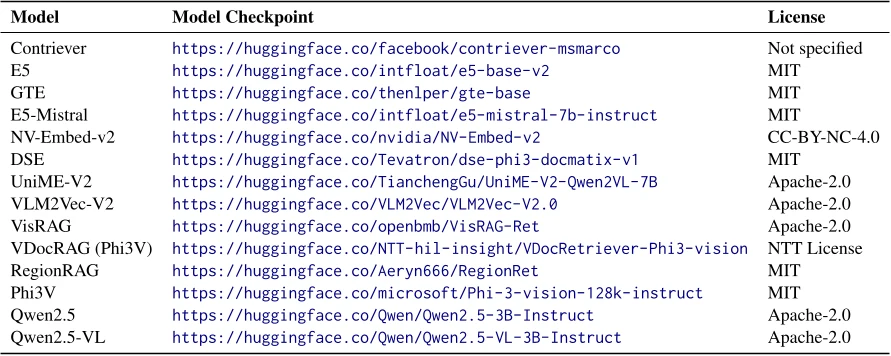 Model Model Checkpoint License
Contriever https://huggingface.co/facebook/contriever-msmarco Not specified
E5 https://huggingface.co/intfloat/e5-base-v2 MIT
GTE https://huggingface.co/thenlper/gte-base MIT
E5-Mistral https://huggingface.co/intfloat/e5-mistral-7b-instruct MIT
NV-Embed-v2 https://huggingface.co/nvidia/NV-Embed-v2 CC-BY-NC-4.0
DSE https://huggingface.co/Tevatron/dse-phi3-docmatix-v1 MIT
UniME-V2 https://huggingface.co/TianchengGu/UniME-V2-Qwen2VL-7B Apache-2.0
VLM2Vec-V2 https://huggingface.co/VLM2Vec/VLM2Vec-V2.0 Apache-2.0
VisRAG https://huggingface.co/openbmb/VisRAG-Ret Apache-2.0
VDocRAG (Phi3V) https://huggingface.co/NTT-hil-insight/VDocRetriever-Phi3-vision NTT License
RegionRAG https://huggingface.co/Aeryn666/RegionRet MIT
Phi3V https://huggingface.co/microsoft/Phi-3-vision-128k-instruct MIT
Qwen2.5 https://huggingface.co/Qwen/Qwen2.5-3B-Instruct Apache-2.0
Qwen2.5-VL https://huggingface.co/Qwen/Qwen2.5-VL-3B-Instruct Apache-2.0